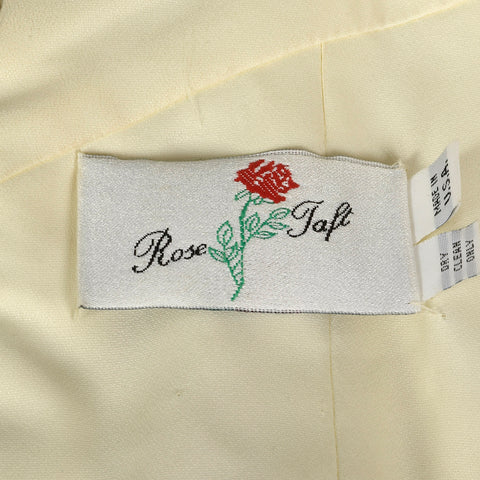 Rose Taft
MADE IN
U.S.A.
DRY
CLEAN
ONLY